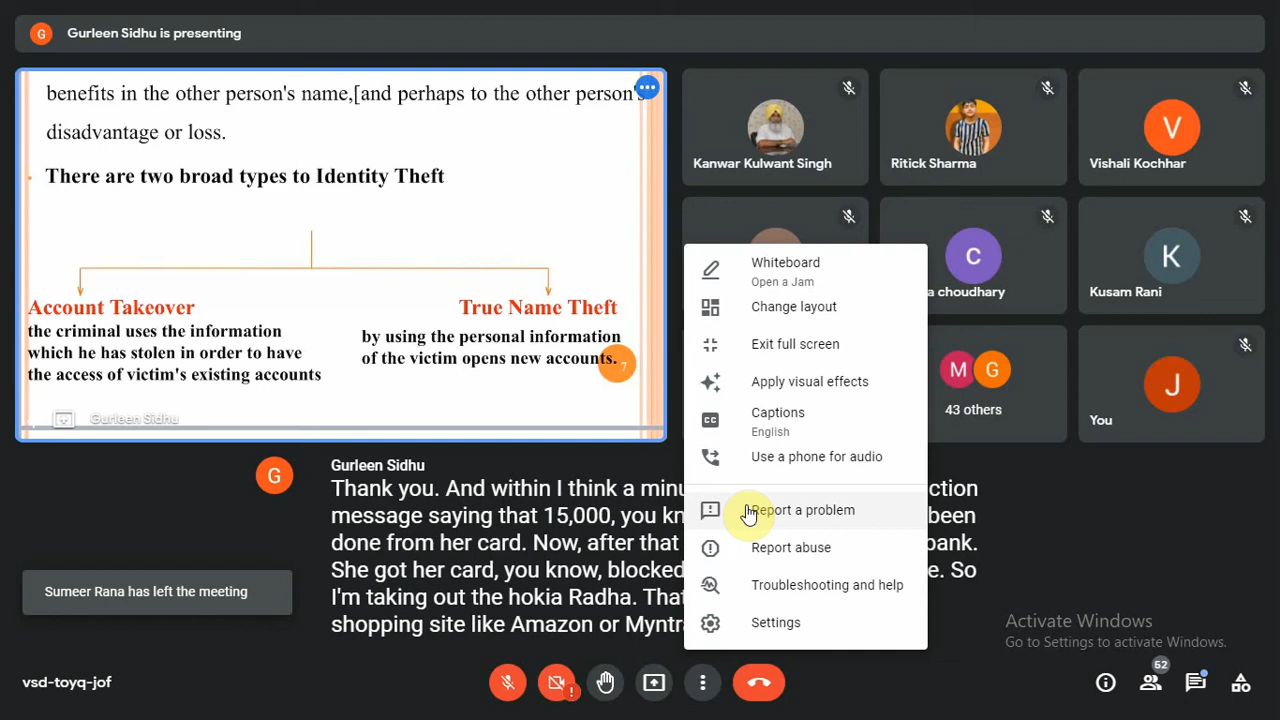 G Gurleen Sidhu is presenting
benefits in the other person's name,[and perhaps to the other person's
disadvantage or loss.
There are two broad types to Identity Theft
Account Takeover
the criminal uses the information
which he has stolen in order to have
the access of victim's existing accounts
True Name Theft
by using the personal information
of the victim opens new accounts.
7
Gurleen Sidhu
Kanwar Kulwant Singh
Ritick Sharma
V
Vishali Kochhar
C
choudhary
K
Kusam Rani
M G
43 others
J
You
Whiteboard
Open a Jam
Change layout
Exit full screen
Apply visual effects
CC Captions
English
Use a phone for audio
Report a problem
Report abuse
Troubleshooting and help
Settings
G
Gurleen Sidhu
Thank you. And within I think a ction
message saying that 15,000, you been
done from her card. Now, after that bank.
She got her card, you know, blocked So
I'm taking out the hokia Radha.
shopping site like Amazon or
Sumeer Rana has left the meeting
Activate Windows
Go to Settings to activate Windows.
vsd-toyq-jof
52